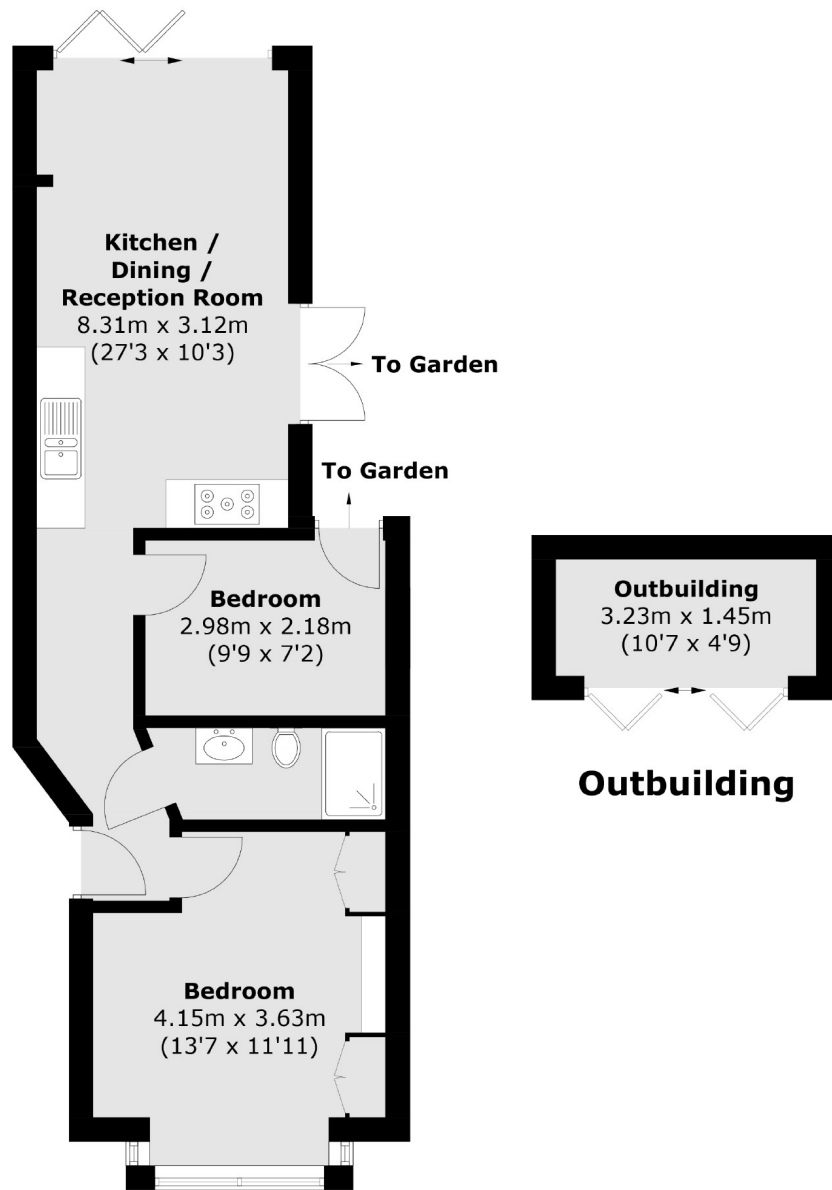 Kitchen /
Dining /
Reception Room
8.31m x 3.12m
(27'3 x 10'3)
To Garden
To Garden
Bedroom
2.98m x 2.18m
(9'9 x 7'2)
Outbuilding
3.23m x 1.45m
(10'7 x 4'9)
Outbuilding
Bedroom
4.15m x 3.63m
(13'7 x 11'11)